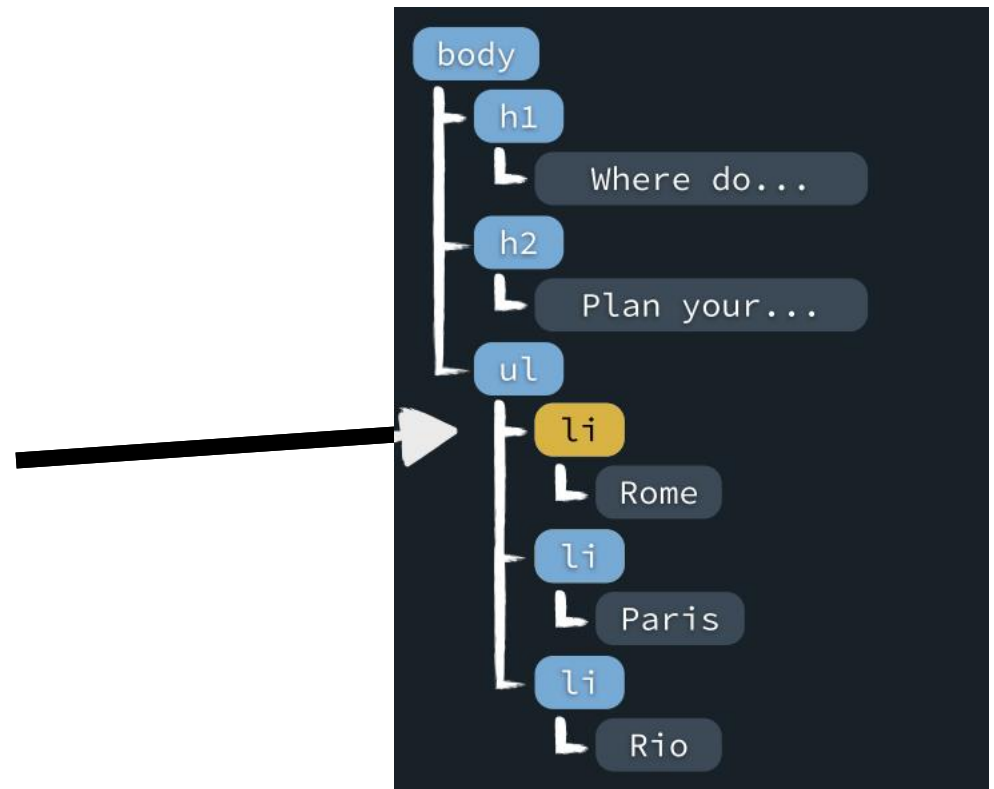 body
h1
Where do...
h2
Plan your...
ul
li
Rome
li
Paris
li
Rio